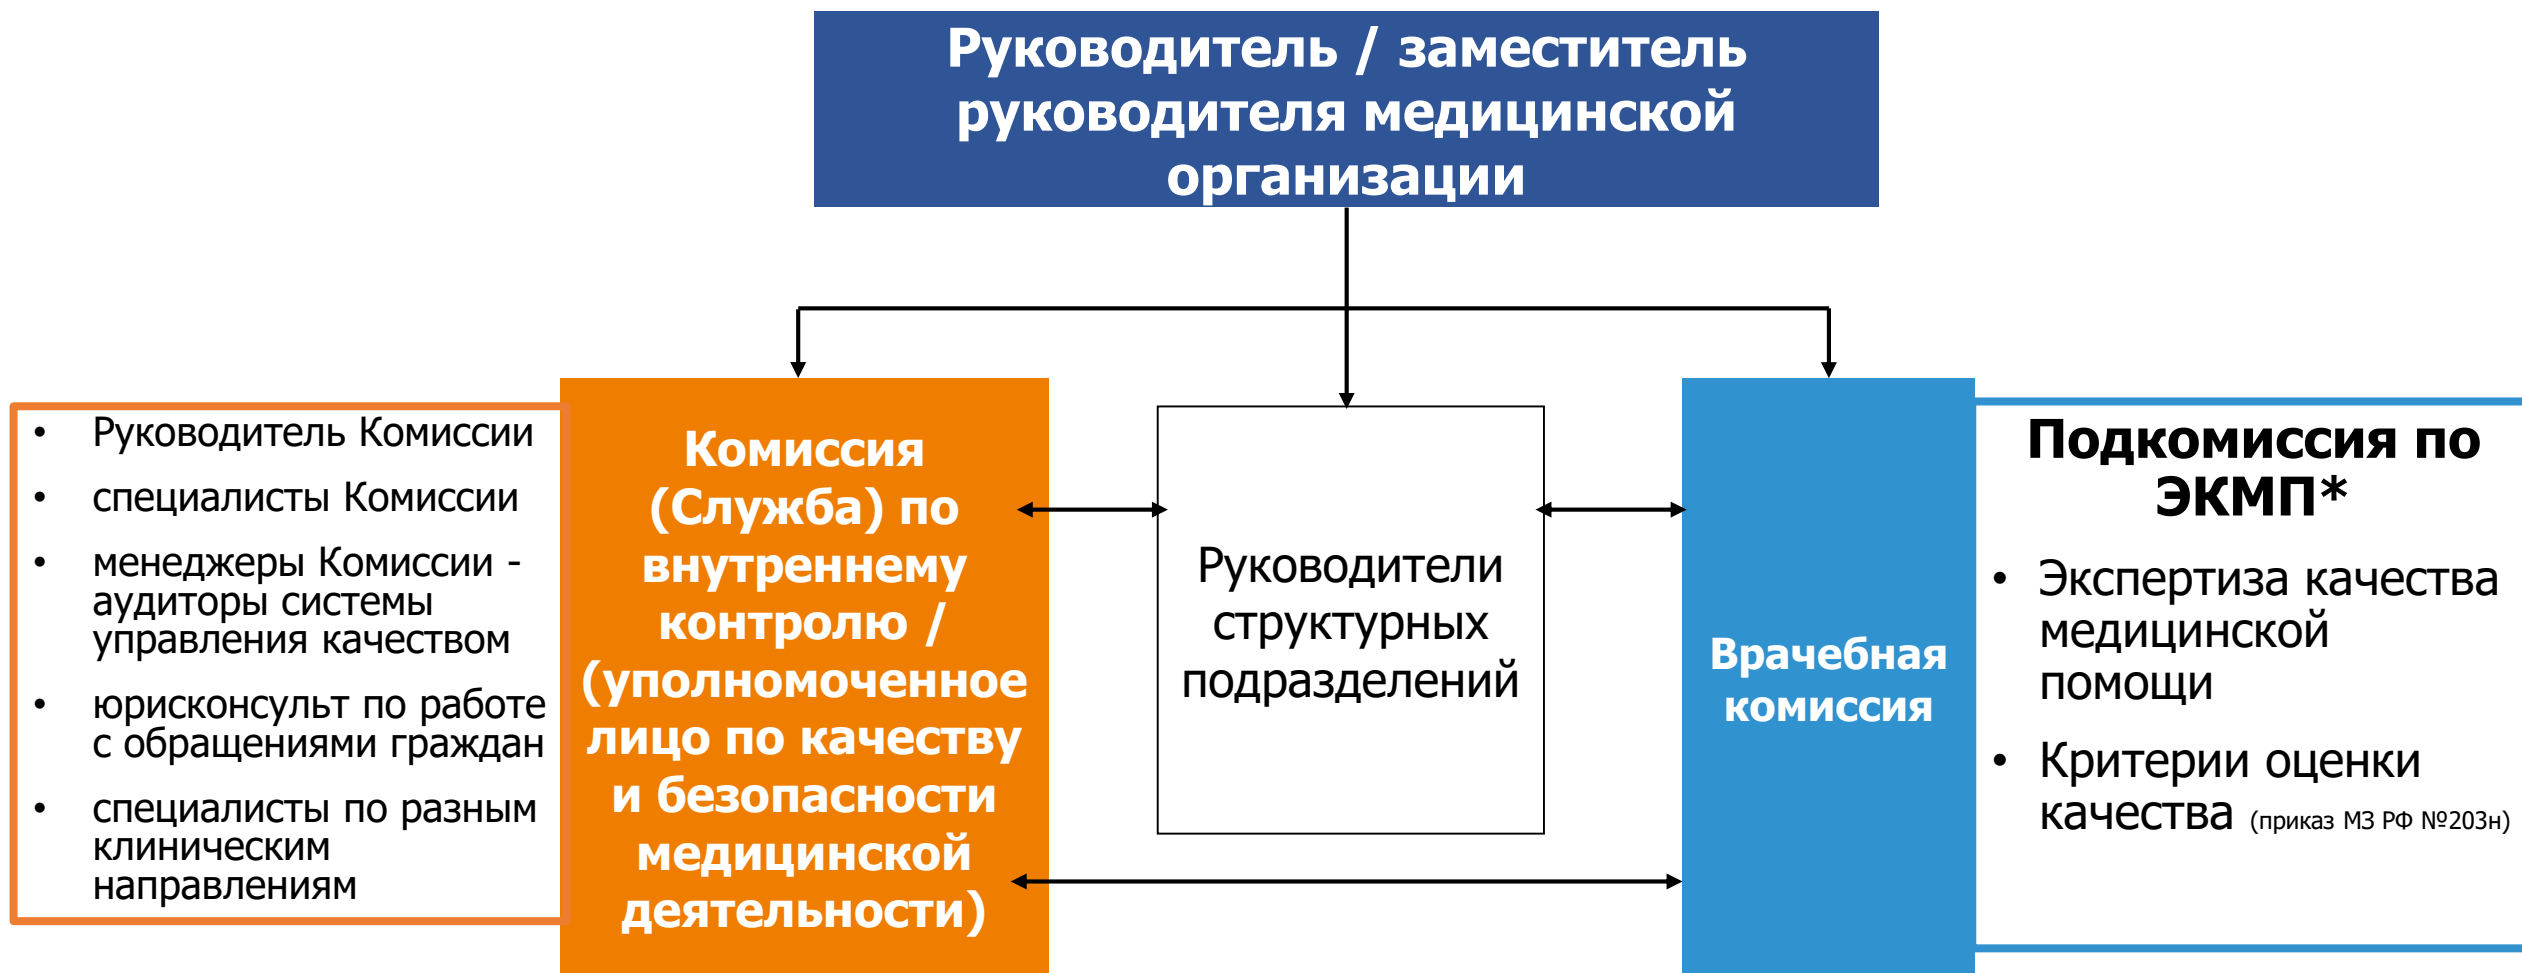 Руководитель / заместитель
руководителя медицинской
организации
• Руководитель Комиссии
• специалисты Комиссии
• менеджеры Комиссии -
аудиторы системы
управления качеством
• юрисконсульт по работе
с обращениями граждан
• специалисты по разным
клиническим
направлениям
Комиссия
(Служба) по
внутреннему
контролю /
(уполномоченное
лицо по качеству
и безопасности
медицинской
деятельности)
Руководители
структурных
подразделений
Врачебная
комиссия
Подкомиссия по
ЭКМП*
• Экспертиза качества
медицинской
помощи
• Критерии оценки
качества (приказ МЗ РФ №203н)